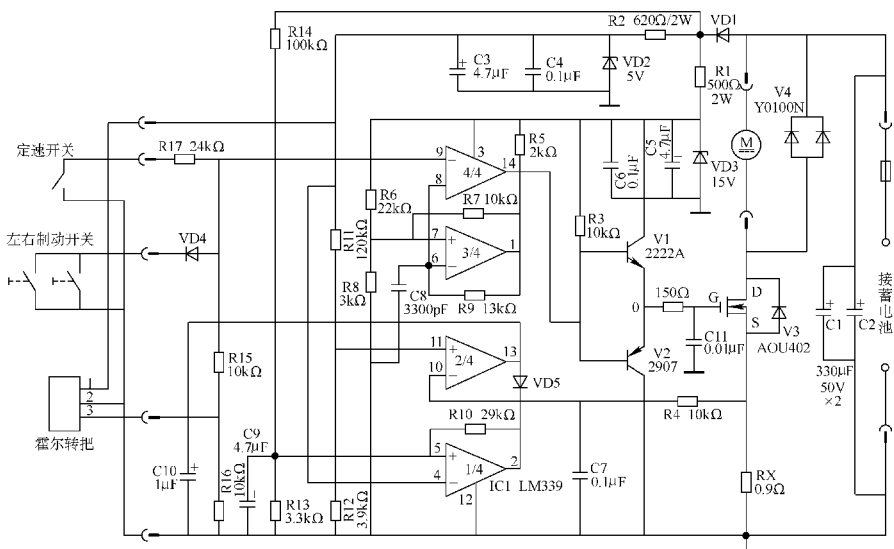 R14
100kΩ
R2 620Ω/2W
VD1
C3
4.7μF
C4
0.1μF
VD2
5V
R1
500Ω
2W
V4
Y0100N
定速开关
R17 24kΩ
9
8
3
14
4/4
R5
2kΩ
C6
0.1μF
C5
4.7μF
VD3
15V
M
R6
22kΩ
R7 10kΩ
R11
120kΩ
7
6
3/4
1
R3
10kΩ
V1
2222A
左右制动开关
VD4
R8
3kΩ
C8
3300pF
R9 13kΩ
0
150Ω
G
D
S
V3
AOU402
C11
0.01μF
C1
C2
330μF
50V
×2
接蓄电池
11
10
2/4
13
VD5
V2
2907
R15
10kΩ
1
2
3
霍尔转把
R10 29kΩ
R4 10kΩ
C9
4.7μF
5
4
1/4
2
12
IC1 LM339
C7
0.1μF
RX
0.9Ω
C10
1μF
R16
10kΩ
R13
3.3kΩ
R12
3.9kΩ